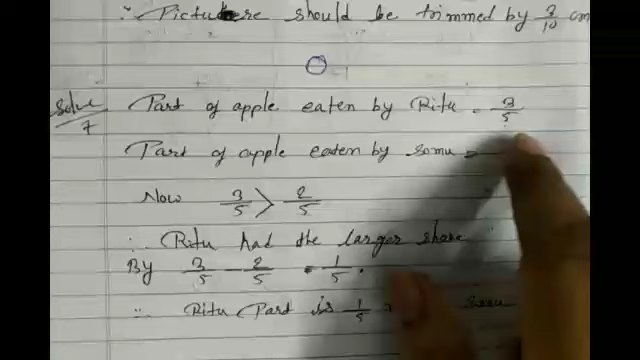 ∵ Picture should be trimmed by 3/10 cm
Solve 7
Part of apple eaten by Ritu = 3/5
Part of apple eaten by Somu =
Now 3/5 > 2/5
∴ Ritu had the larger share
By 3/5 - 2/5 = 1/5.
∴ Ritu Part is 1/5